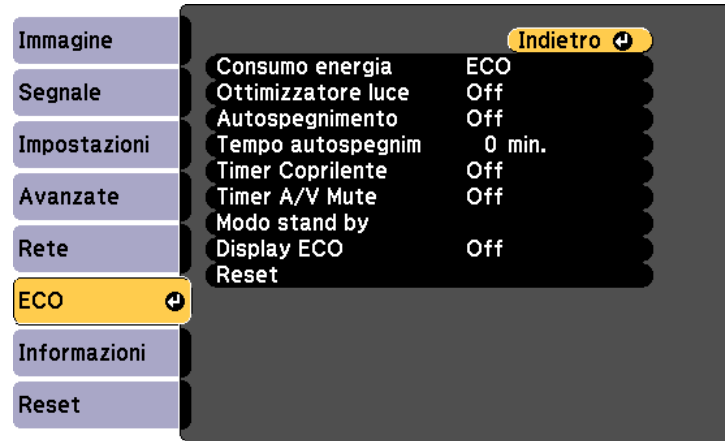 Immagine
Segnale
Impostazioni
Avanzate
Rete
ECO
Informazioni
Reset
Indietro
Consumo energia ECO
Ottimizzatore luce Off
Autospegnimento Off
Tempo autospegnim 0 min.
Timer Coprilente Off
Timer A/V Mute Off
Modo stand by
Display ECO Off
Reset